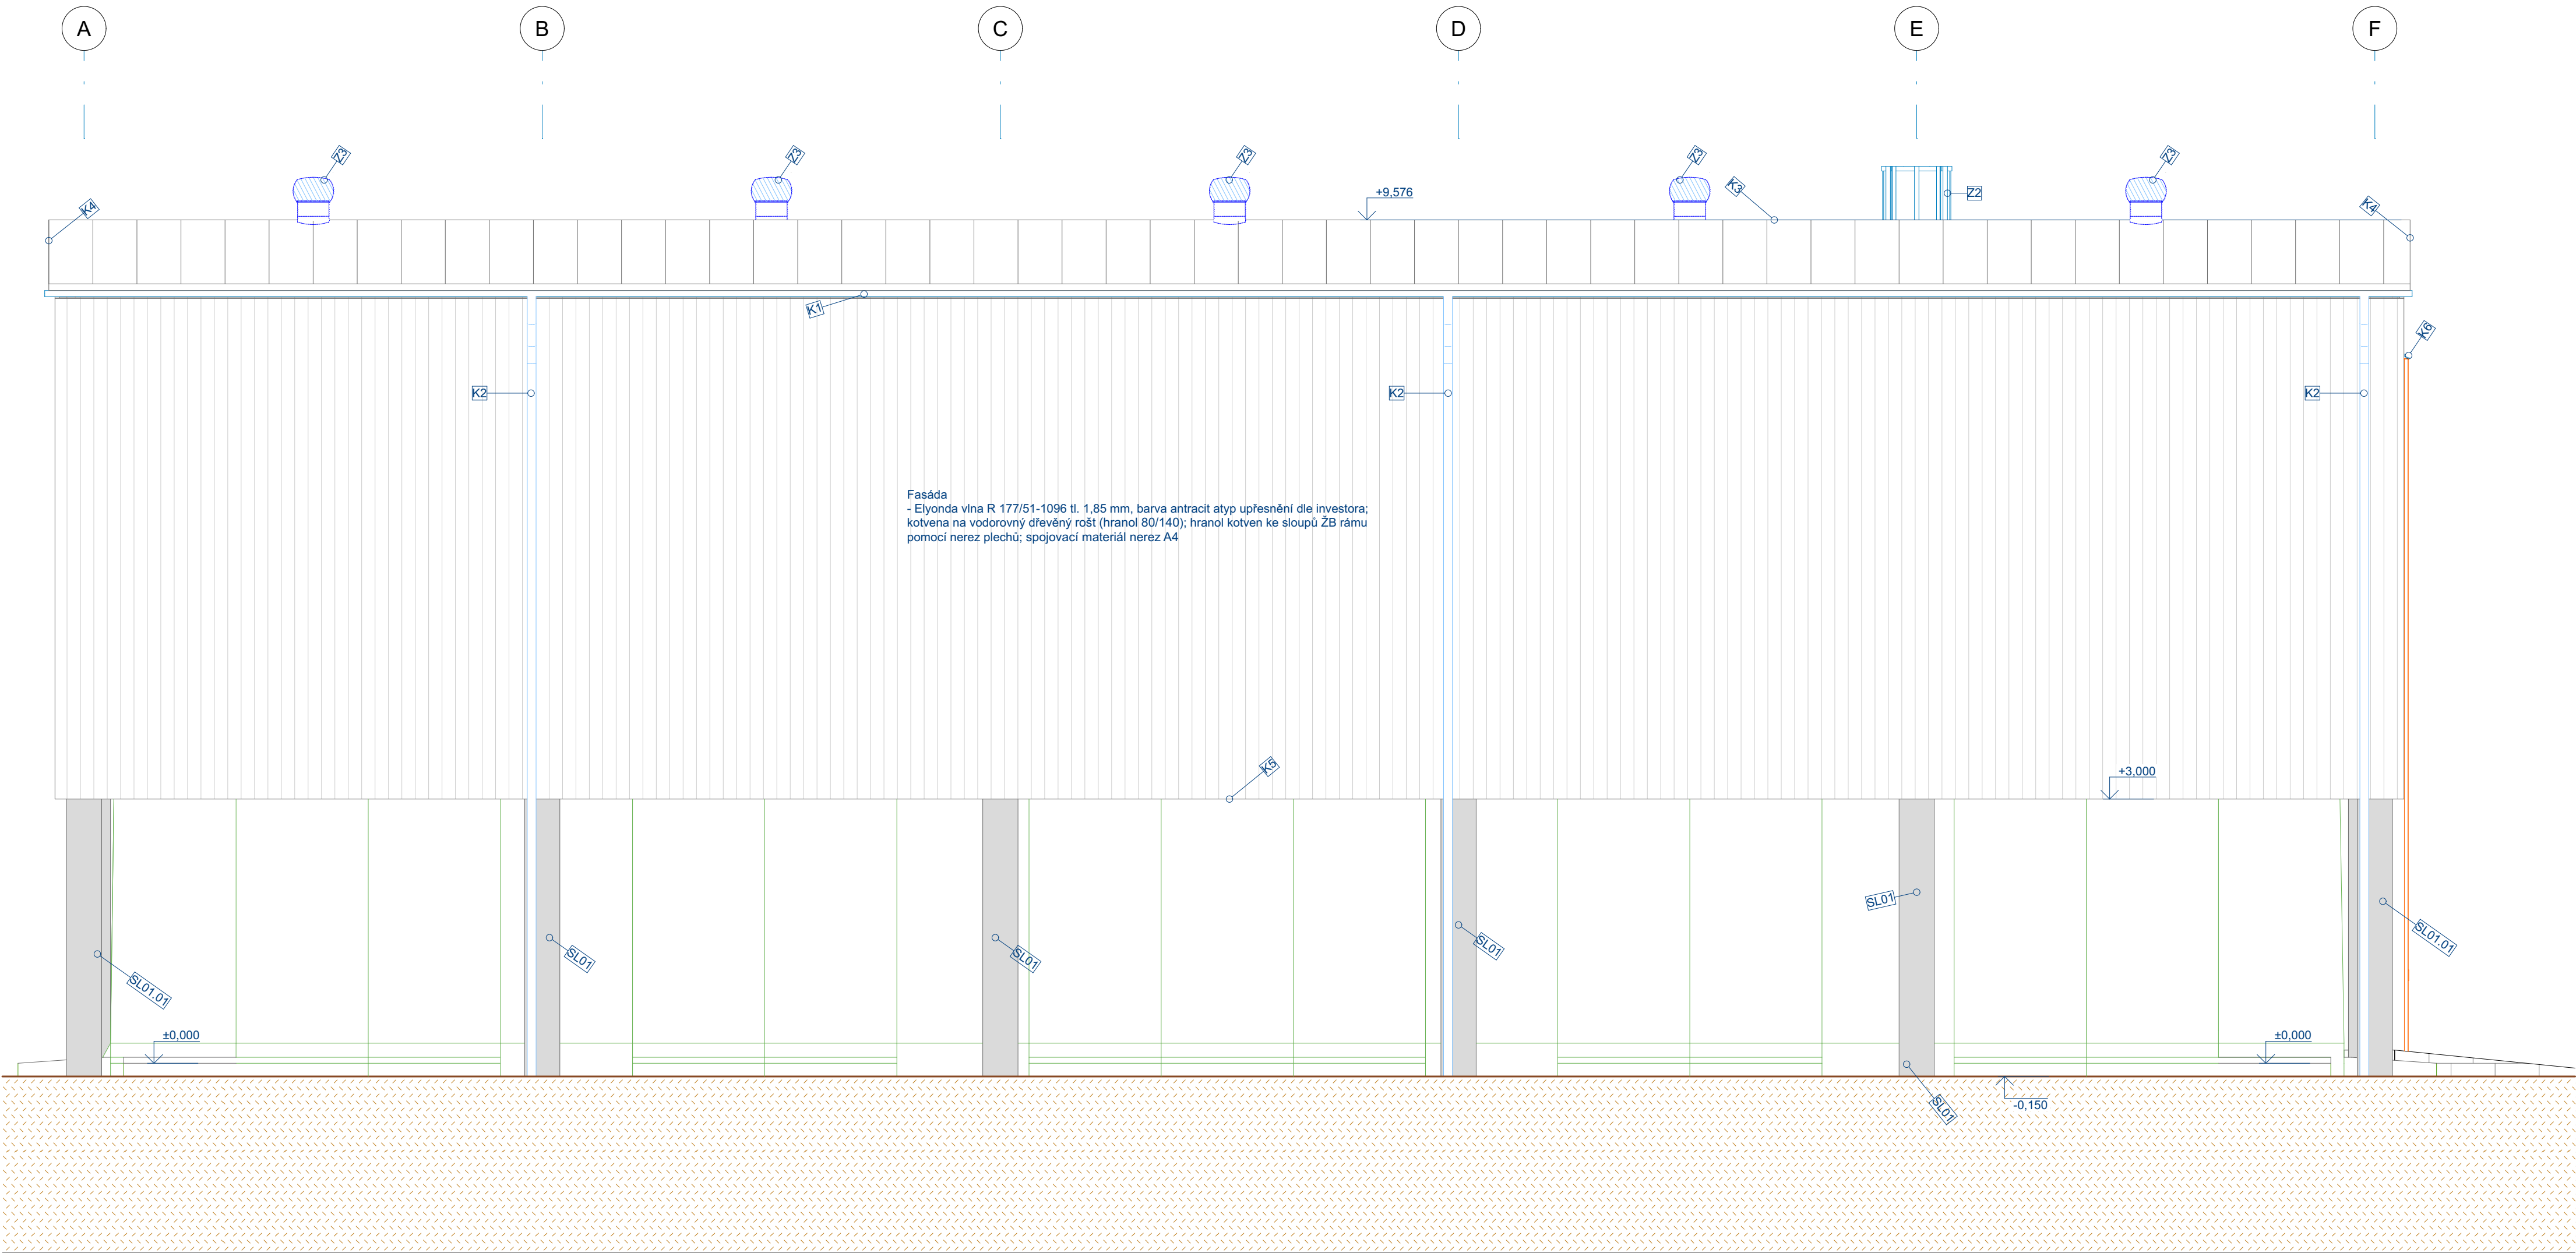 A
B
C
D
E
F
Z3
Z3
Z3
Z3
Z3
K4
+9,576
K3
Z2
K4
K1
K6
K2
K2
K2
Fasáda
- Elyonda vlna R 177/51-1096 tl. 1,85 mm, barva antracit atyp upřesnění dle investora;
kotvena na vodorovný dřevěný rošt (hranol 80/140); hranol kotven ke sloupů ŽB rámu
pomocí nerez plechů; spojovací materiál nerez A4
K5
+3,000
SL01
SL01.01
SL01
SL01
SL01
SL01.01
±0,000
±0,000
SL01
-0,150